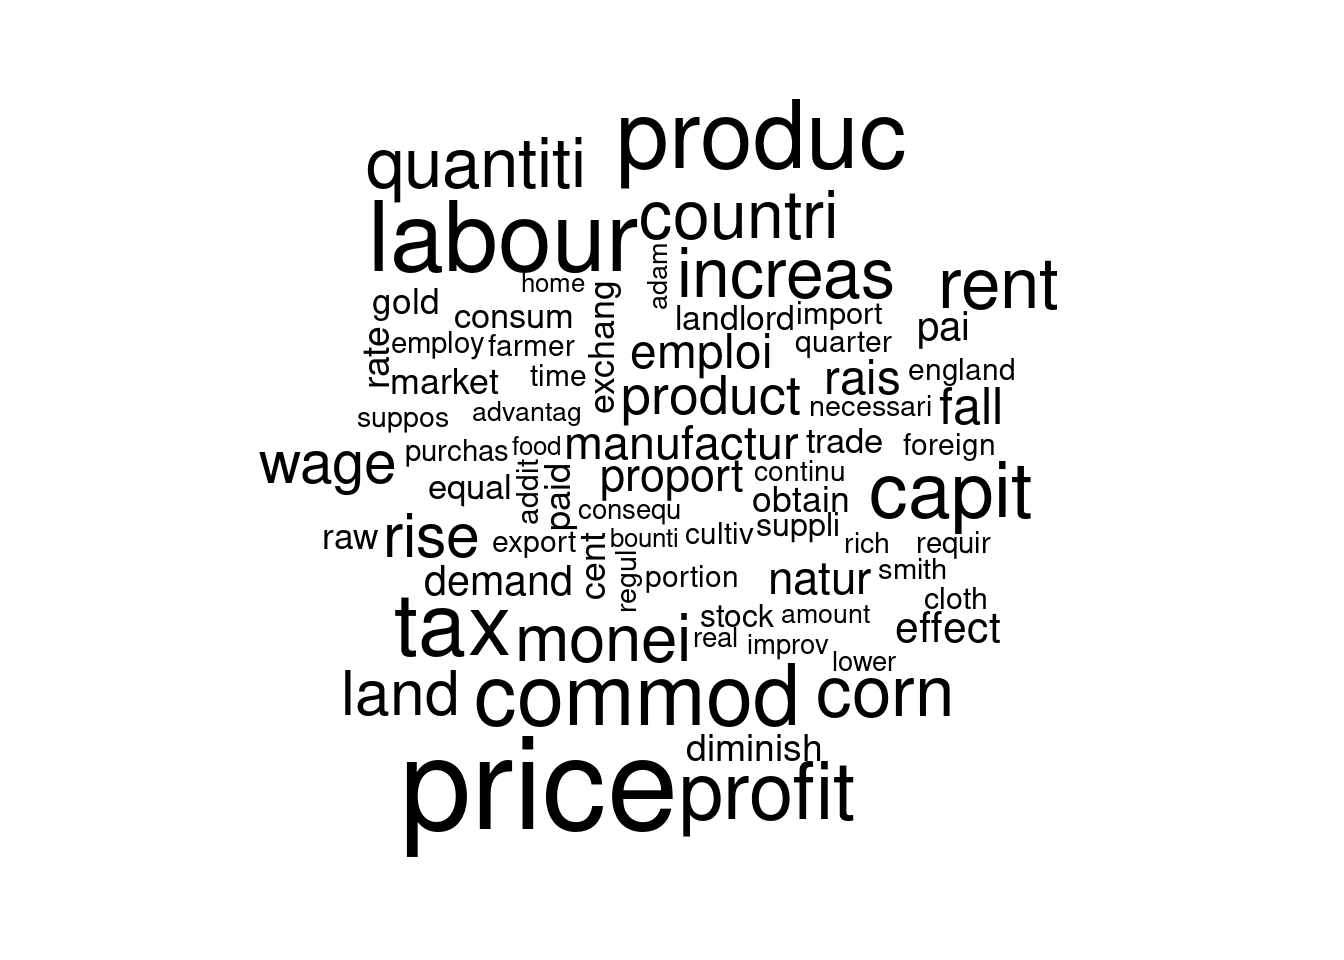 produc
quantiti
labour
countri
adam
increas
rent
home
gold
exchang
consum
landlord
import
pai
rate
employ
farmer
emploi
quarter
market
time
rais
england
product
necessari
fall
suppos
advantag
manufactur
trade
foreign
wage
purchas
food
addit
paid
proport
continu
capit
equal
obtain
consequ
raw
rise
export
cent
bounti
cultiv
suppli
rich
requir
demand
regul
portion
natur
smith
cloth
tax
monei
stock
amount
effect
real
improv
lower
land
commod
corn
price
diminish
profit